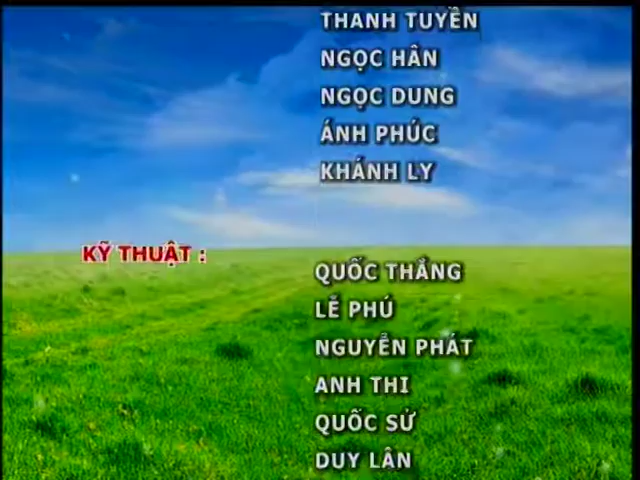 THANH TUYỀN
NGỌC HÂN
NGỌC DUNG
ÁNH PHÚC
KHÁNH LY
KỸ THUẬT :
QUỐC THẮNG
LỄ PHÚ
NGUYỄN PHÁT
ANH THI
QUỐC SỬ
DUY LÂN